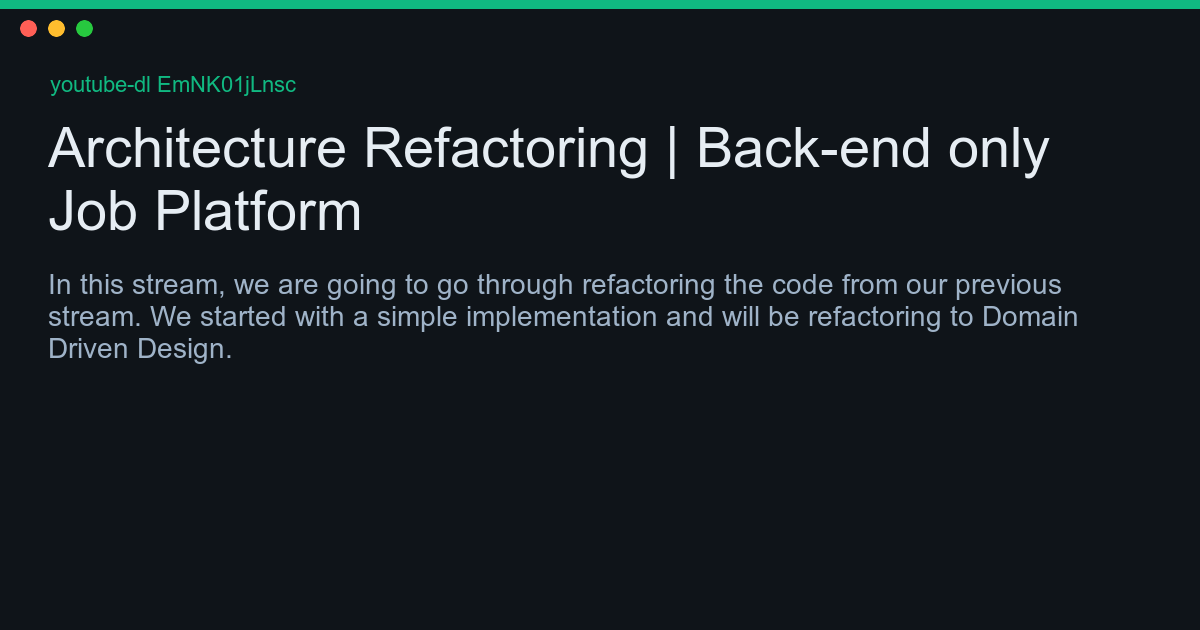 youtube-dl EmNK01jLnsc
Architecture Refactoring | Back-end only
Job Platform
In this stream, we are going to go through refactoring the code from our previous
stream. We started with a simple implementation and will be refactoring to Domain
Driven Design.